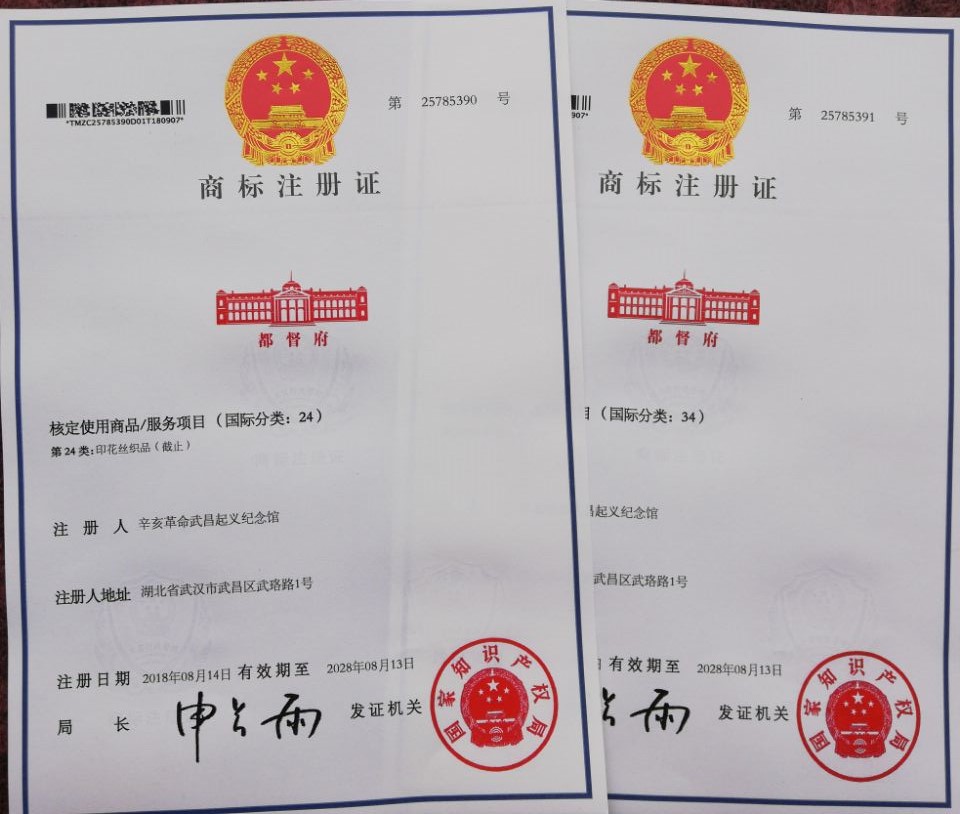 第 25785390 号
*TMZC25785390D01T180907*
商标注册证
都督府
核定使用商品/服务项目（国际分类：24）
第24类：印花丝织品（截止）
注册人 辛亥革命武昌起义纪念馆
注册人地址 湖北省武汉市武昌区武珞路1号
注册日期 2018年08月14日 有效期至 2028年08月13日
局长 申长雨 发证机关
国家知识产权局
第 25785391 号
907*
商标注册证
都督府
目（国际分类：34）
昌起义纪念馆
武昌区武珞路1号
日 有效期至 2028年08月13日
长雨 发证机关
国家知识产权局